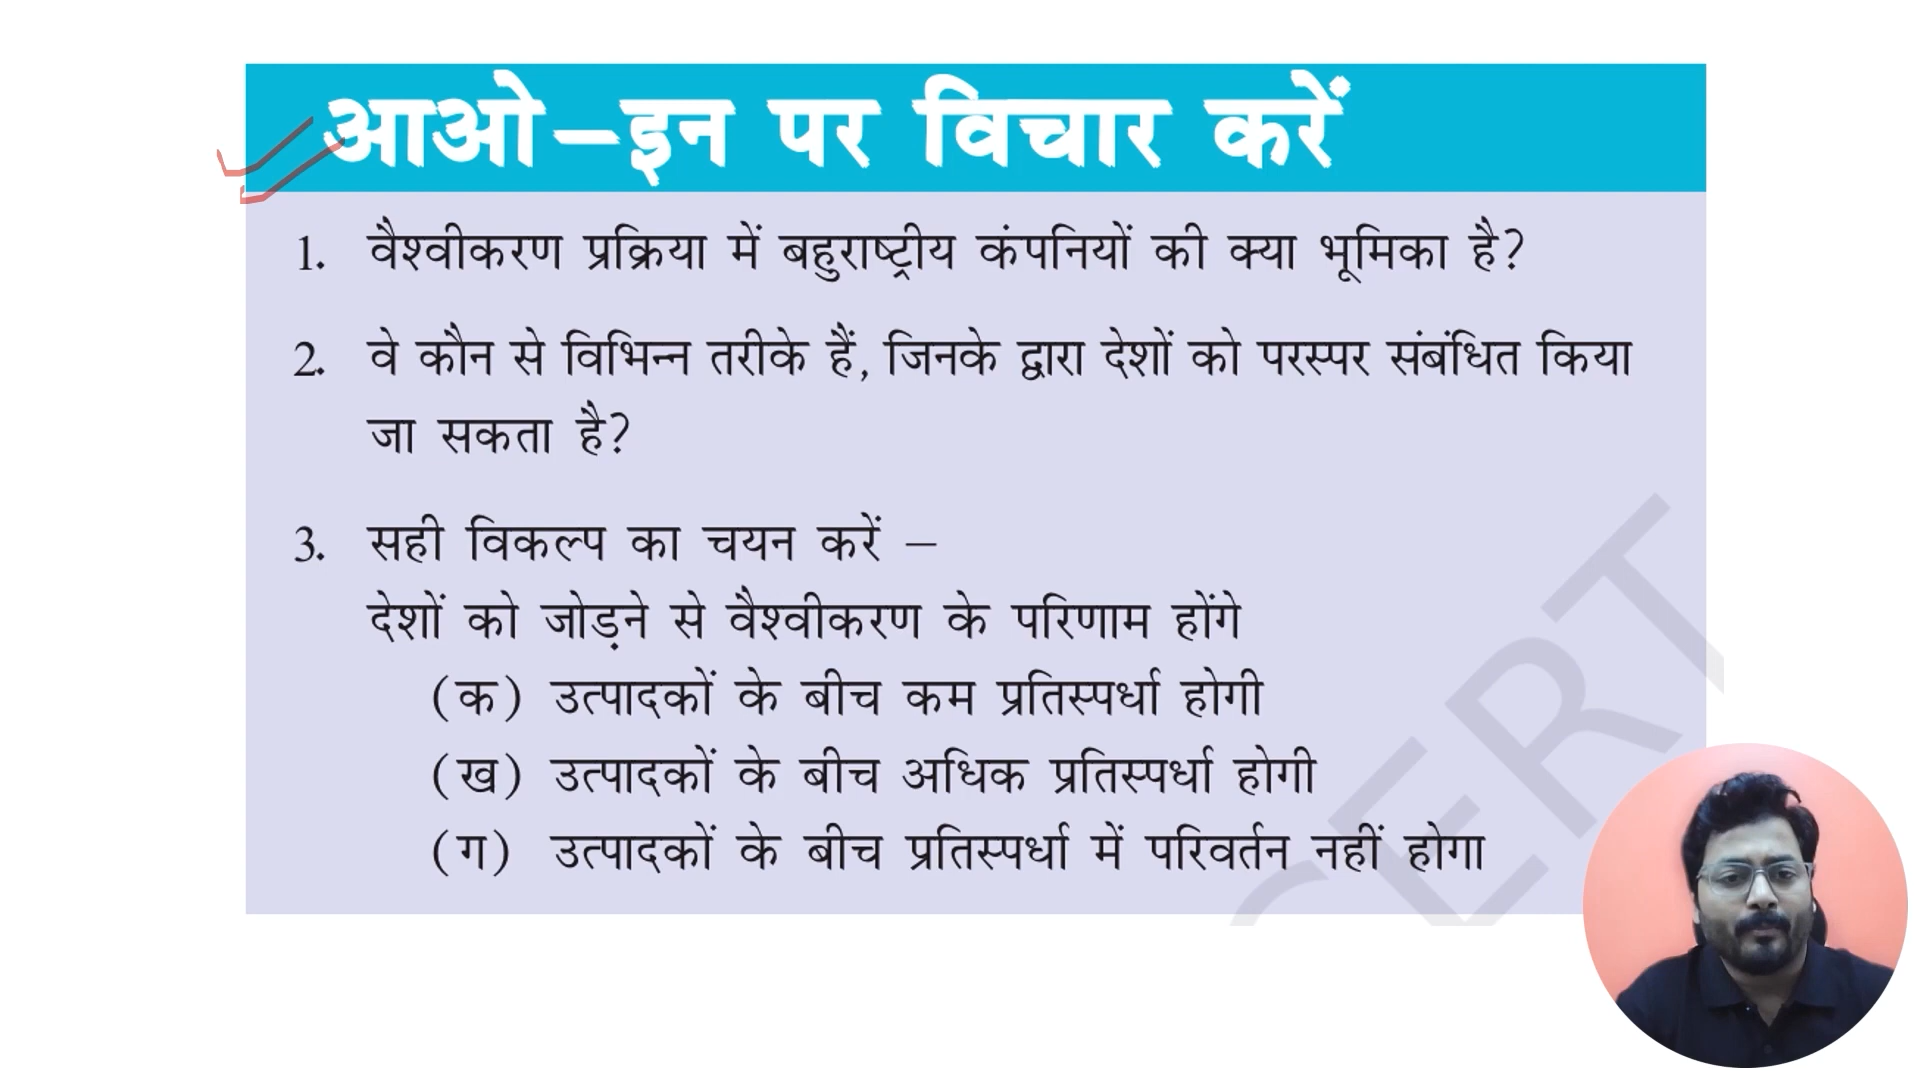 आओ–इन पर विचार करें
1. वैश्वीकरण प्रक्रिया में बहुराष्ट्रीय कंपनियों की क्या भूमिका है?
2. वे कौन से विभिन्न तरीके हैं, जिनके द्वारा देशों को परस्पर संबंधित किया
जा सकता है?
3. सही विकल्प का चयन करें –
देशों को जोड़ने से वैश्वीकरण के परिणाम होंगे
(क) उत्पादकों के बीच कम प्रतिस्पर्धा होगी
(ख) उत्पादकों के बीच अधिक प्रतिस्पर्धा होगी
(ग) उत्पादकों के बीच प्रतिस्पर्धा में परिवर्तन नहीं होगा
CERT